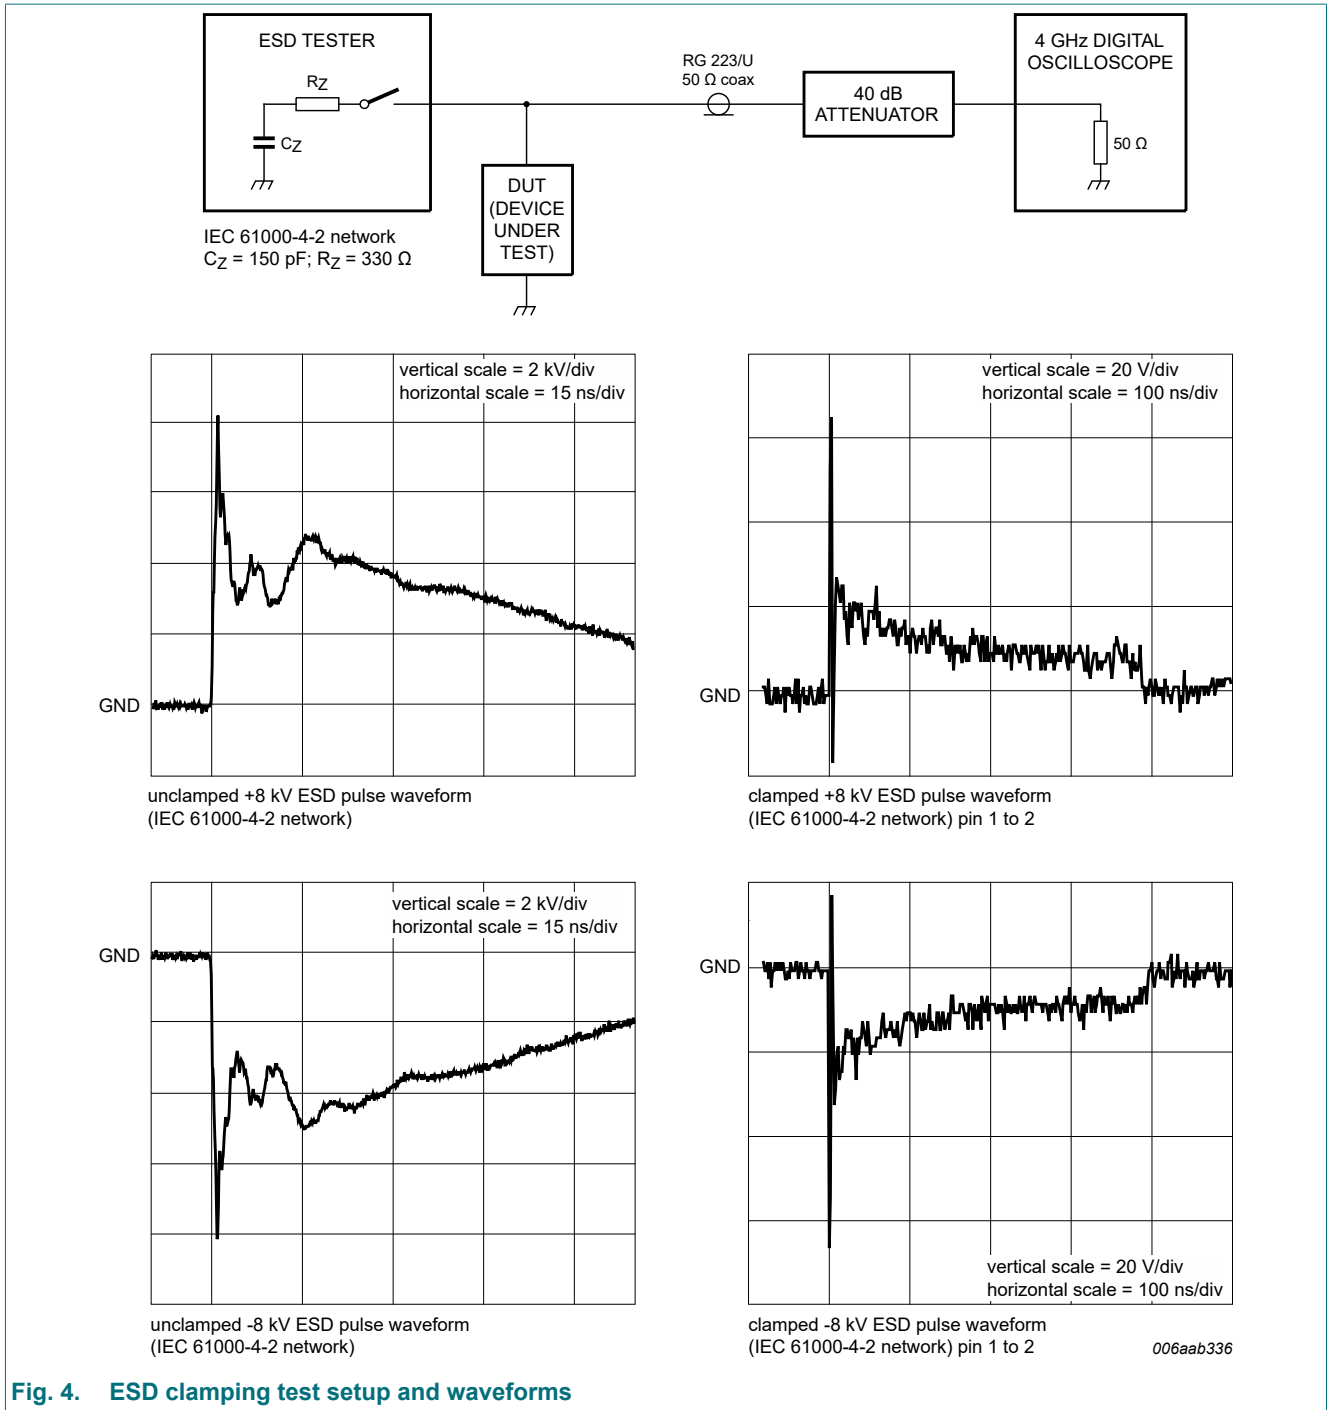 ESD TESTER
RZ
CZ
IEC 61000-4-2 network
CZ = 150 pF; RZ = 330 Ω
DUT
(DEVICE
UNDER
TEST)
RG 223/U
50 Ω coax
40 dB
ATTENUATOR
4 GHz DIGITAL
OSCILLOSCOPE
50 Ω
vertical scale = 2 kV/div
horizontal scale = 15 ns/div
GND
unclamped +8 kV ESD pulse waveform
(IEC 61000-4-2 network)
vertical scale = 20 V/div
horizontal scale = 100 ns/div
GND
clamped +8 kV ESD pulse waveform
(IEC 61000-4-2 network) pin 1 to 2
vertical scale = 2 kV/div
horizontal scale = 15 ns/div
GND
unclamped -8 kV ESD pulse waveform
(IEC 61000-4-2 network)
GND
vertical scale = 20 V/div
horizontal scale = 100 ns/div
clamped -8 kV ESD pulse waveform
(IEC 61000-4-2 network) pin 1 to 2
006aab336
Fig. 4. ESD clamping test setup and waveforms